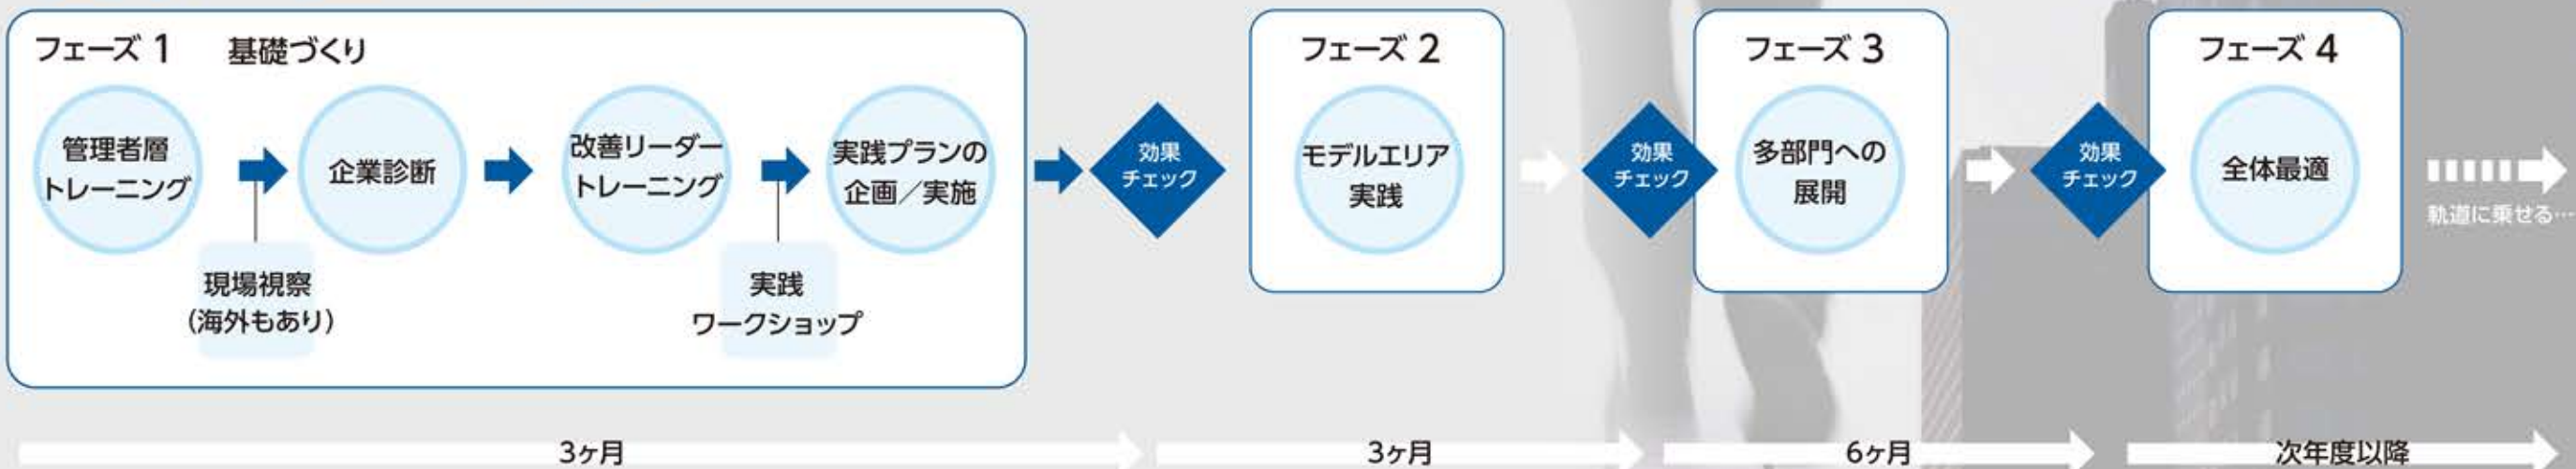 フェーズ 1 基礎づくり
管理者層
トレーニング
企業診断
改善リーダー
トレーニング
実践プランの
企画／実施
現場視察
(海外もあり)
実践
ワークショップ
効果
チェック
フェーズ 2
モデルエリア
実践
効果
チェック
フェーズ 3
多部門への
展開
効果
チェック
フェーズ 4
全体最適
軌道に乗せる…
3ヶ月
3ヶ月
6ヶ月
次年度以降